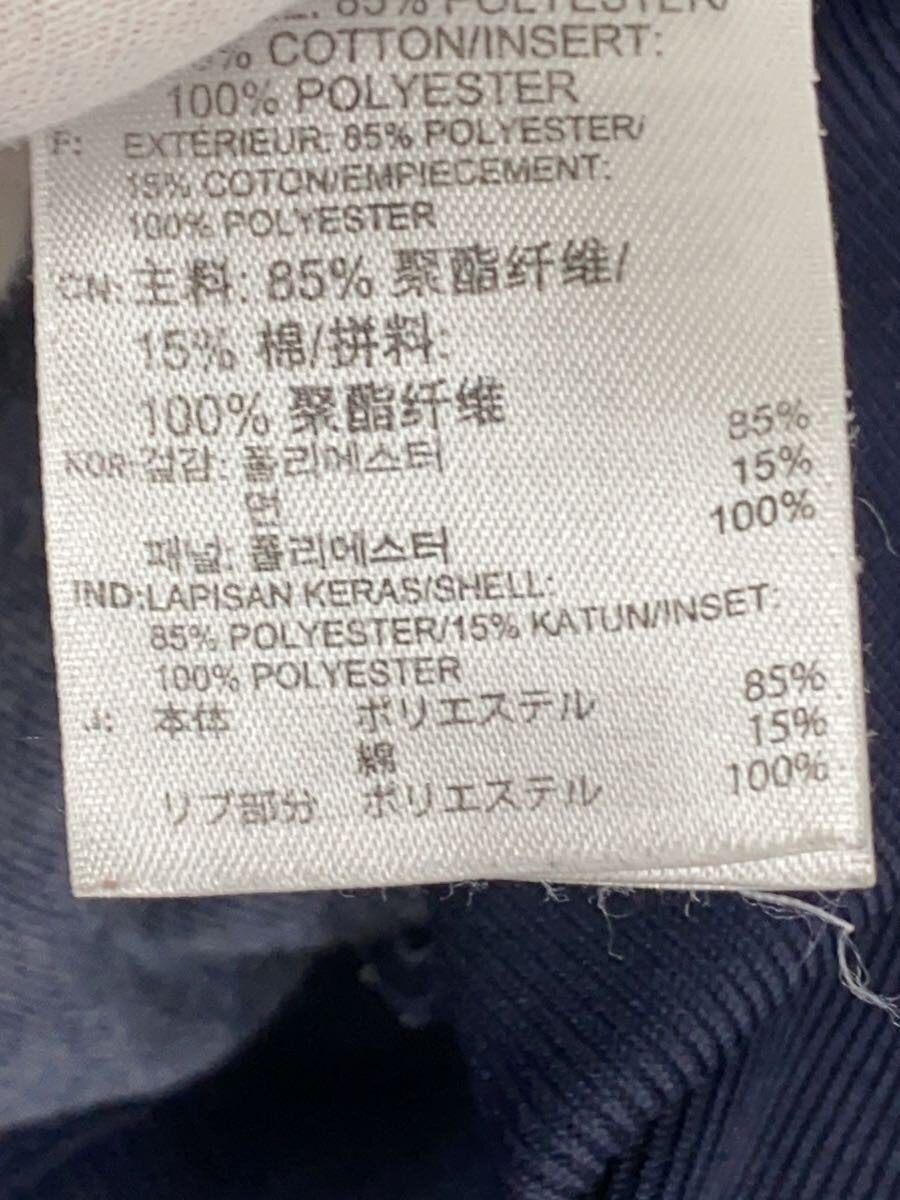 85% POLYESTER/
% COTTON/INSERT:
100% POLYESTER
F: EXTÉRIEUR: 85% POLYESTER/
15% COTON/EMPIECEMENT:
100% POLYESTER
CN: 主料: 85% 聚酯纤维/
15% 棉/拼料:
100% 聚酯纤维
KOR: 겉감: 폴리에스터 85%
면 15%
패널: 폴리에스터 100%
IND: LAPISAN KERAS/SHELL:
85% POLYESTER/15% KATUN/INSET:
100% POLYESTER
J: 本体 ポリエステル 85%
綿 15%
リブ部分 ポリエステル 100%